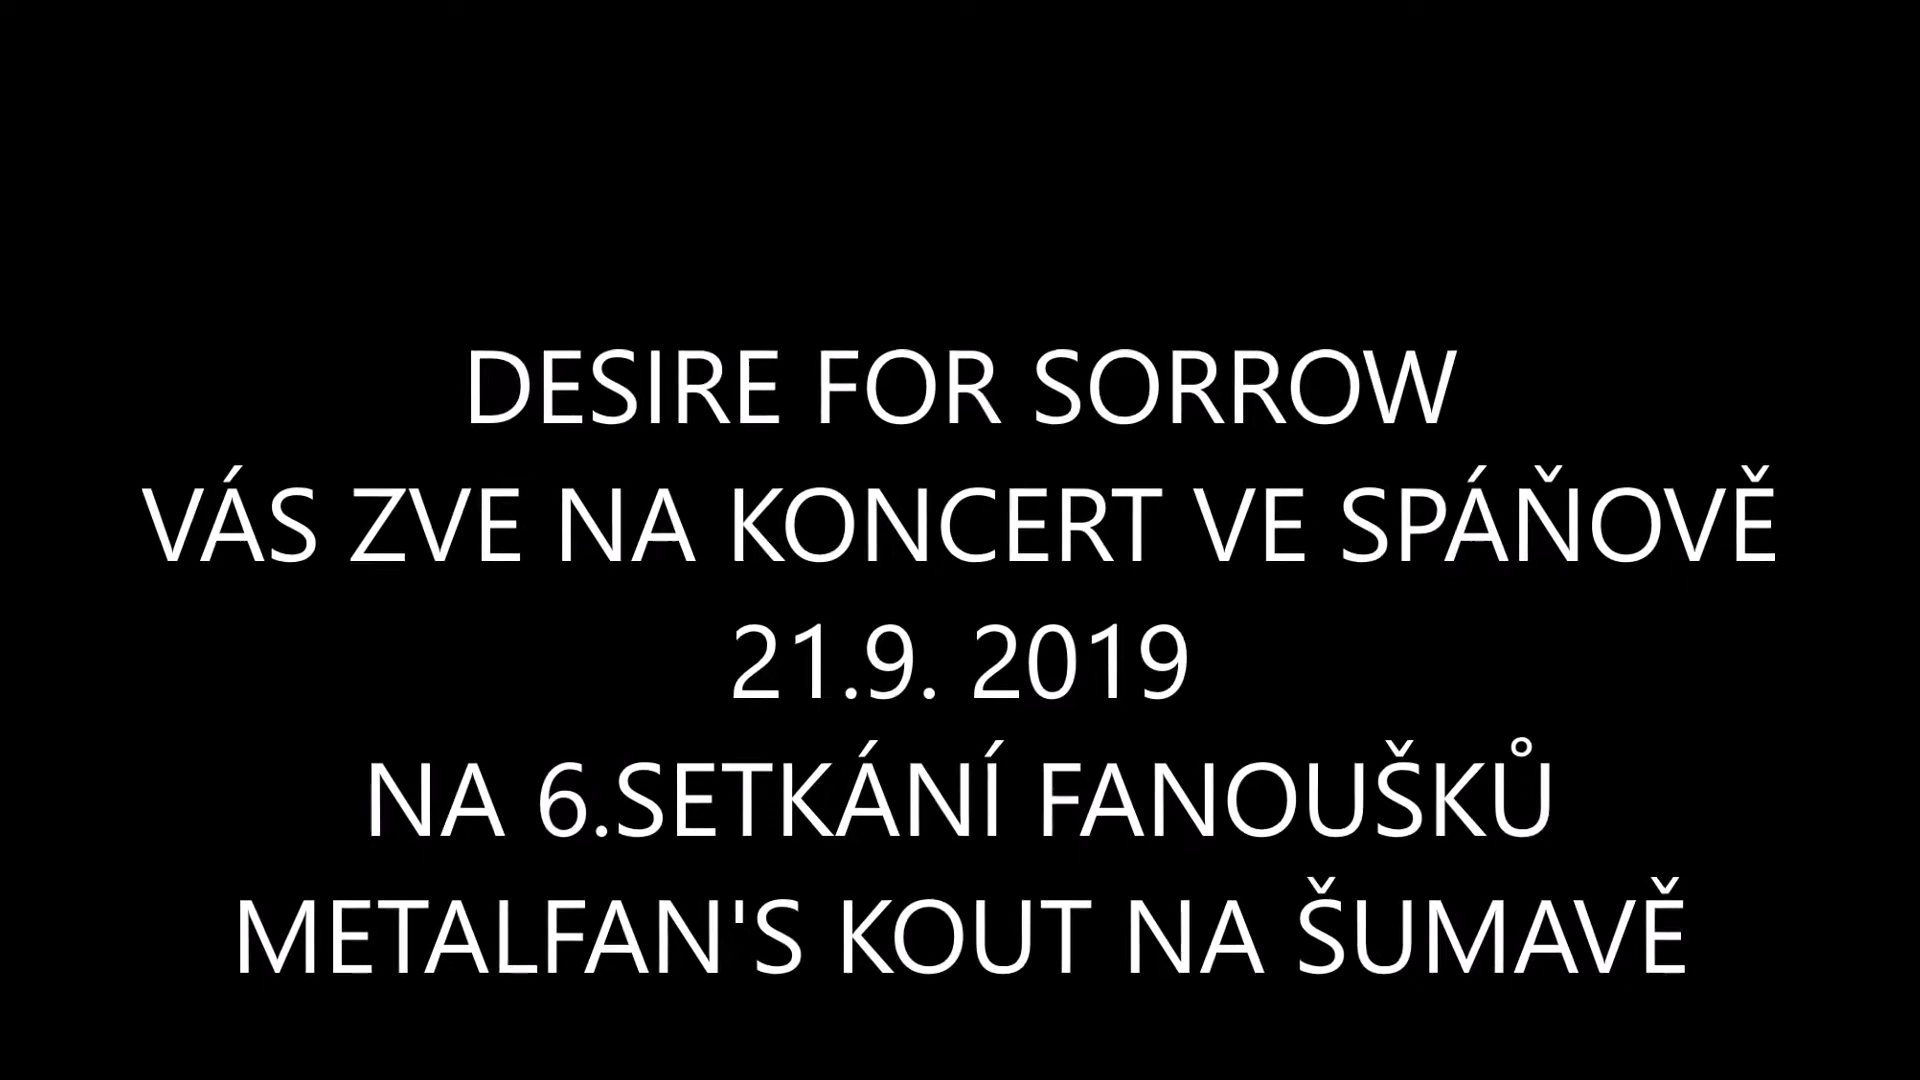 DESIRE FOR SORROW
VÁS ZVE NA KONCERT VE SPÁŇOVĚ
21.9. 2019
NA 6.SETKÁNÍ FANOUŠKŮ
METALFAN'S KOUT NA ŠUMAVĚ